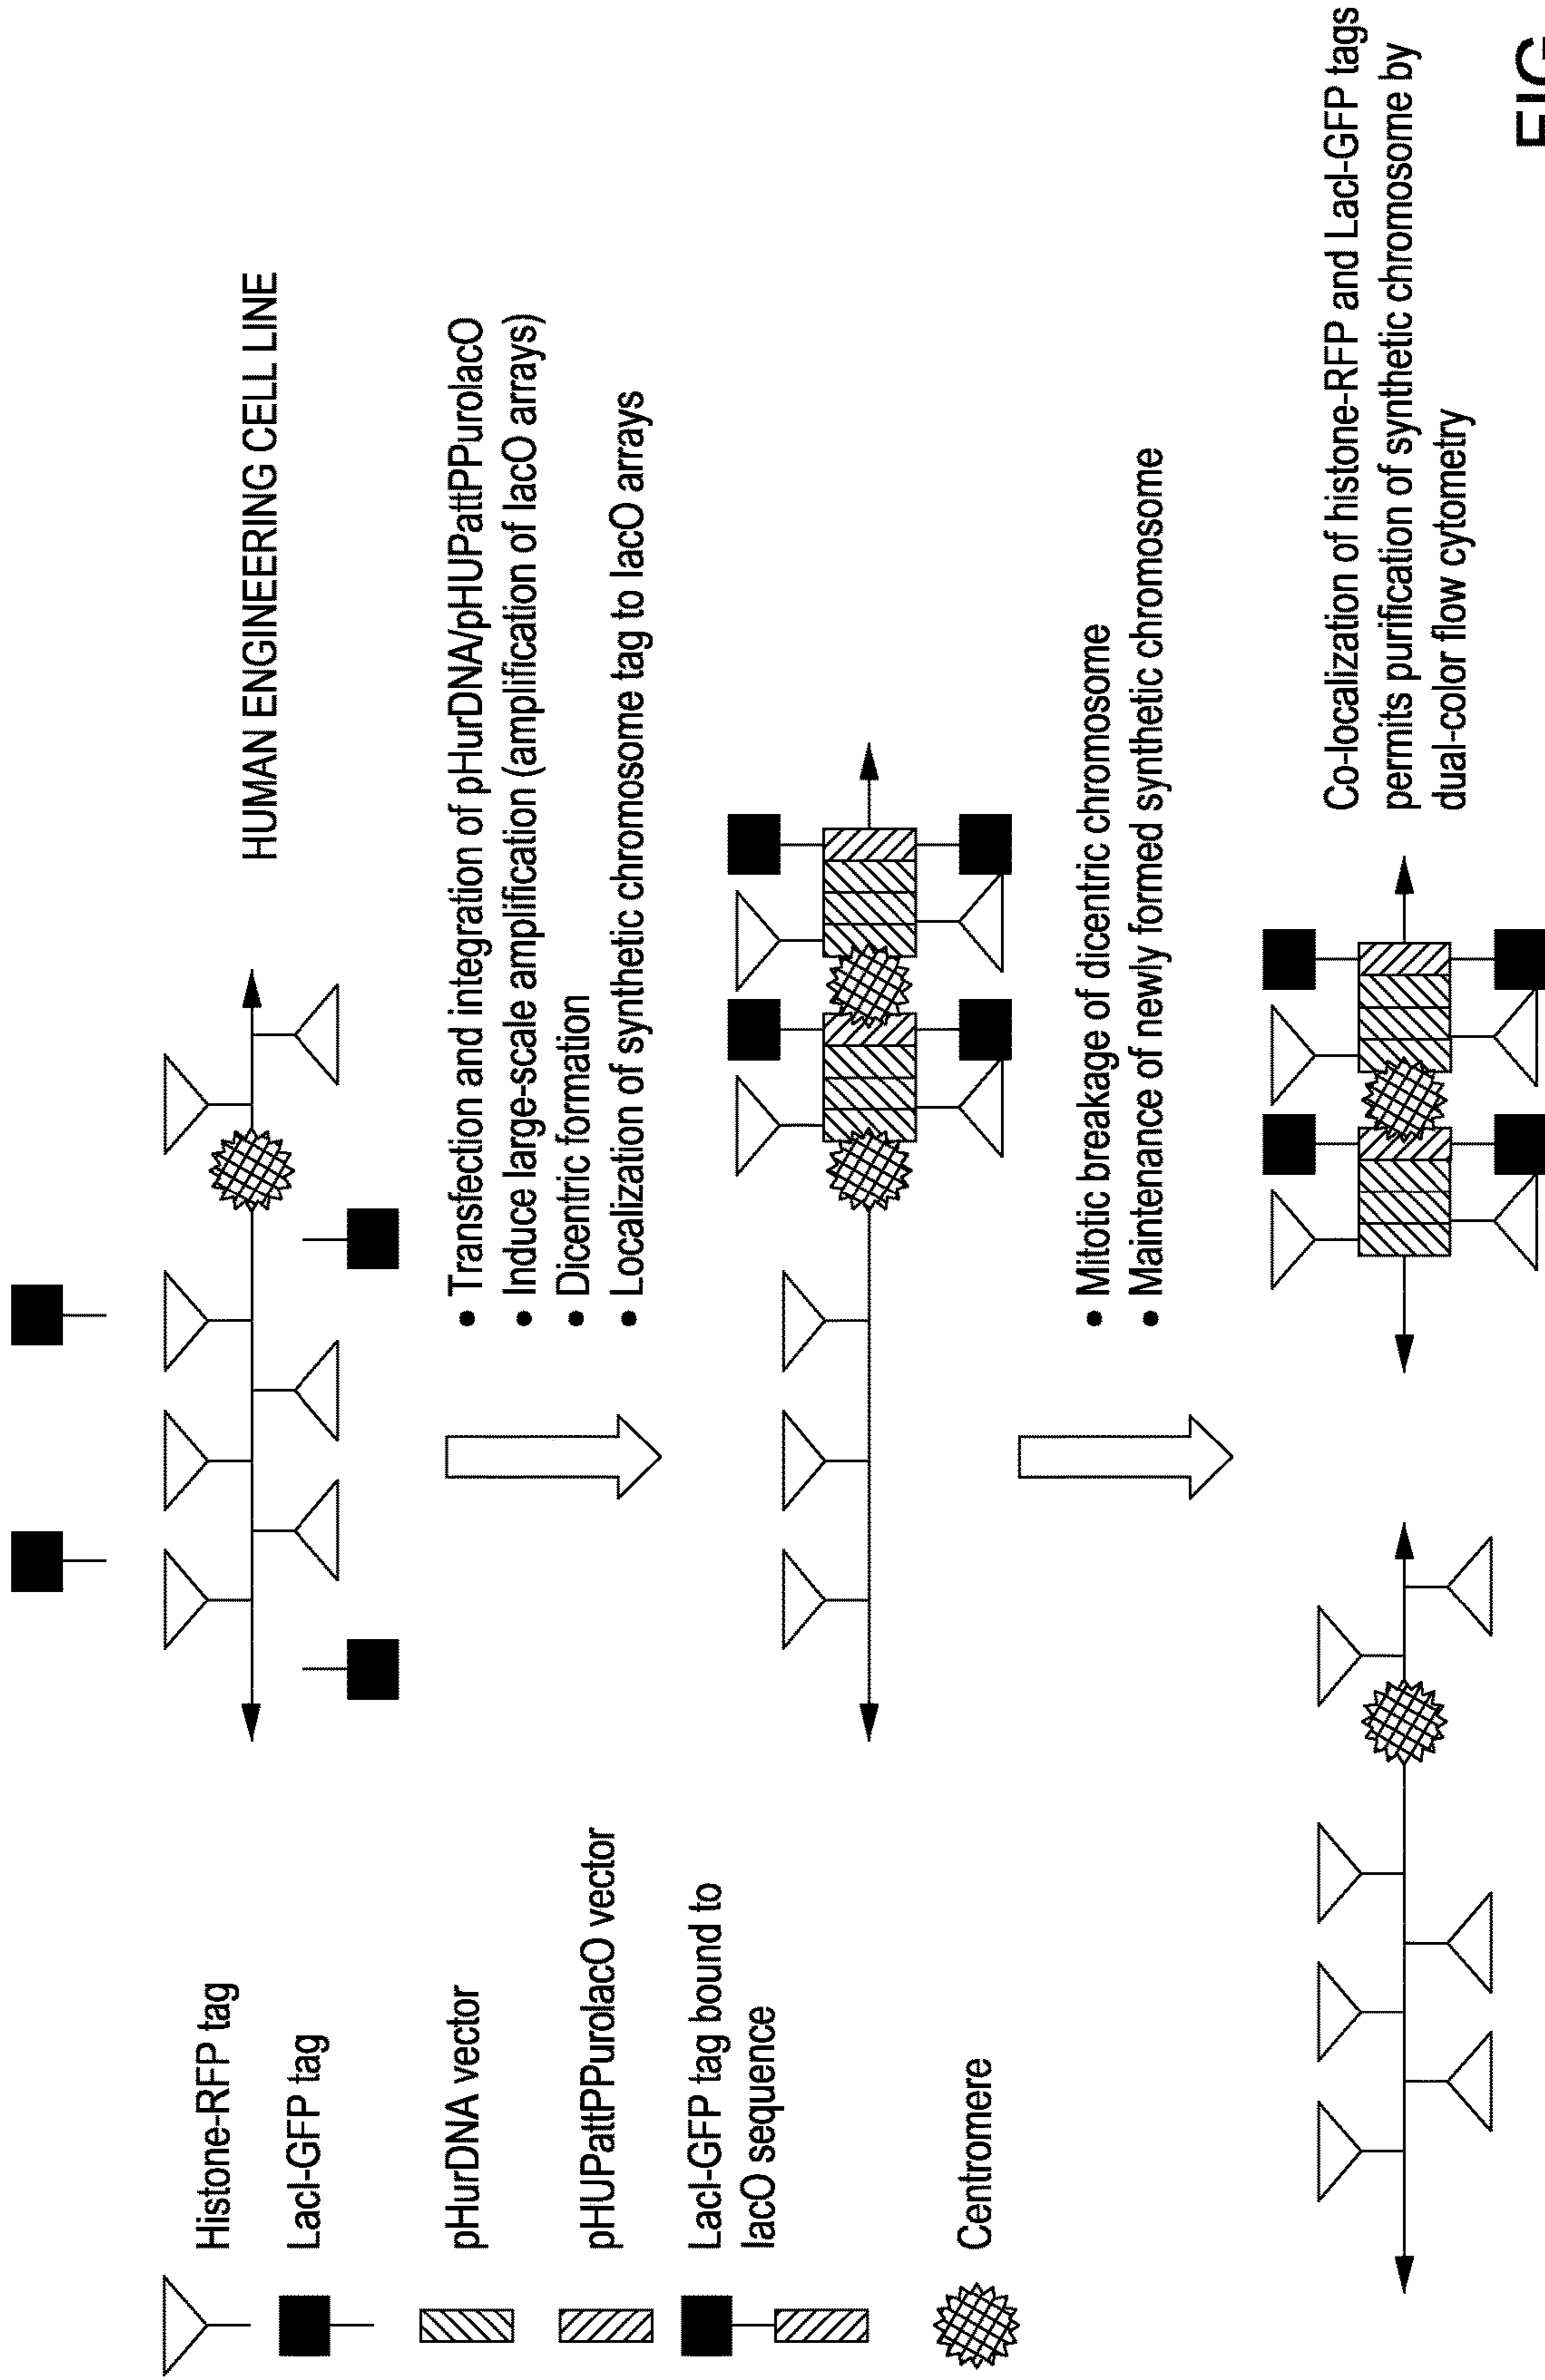 Histone-RFP tag
LacI-GFP tag
pHurDNA vector
pHUPattPPurolacO vector
LacI-GFP tag bound to
lacO sequence
Centromere
HUMAN ENGINEERING CELL LINE
• Transfection and integration of pHurDNA/pHUPattPPurolacO
• Induce large-scale amplification (amplification of lacO arrays)
• Dicentric formation
• Localization of synthetic chromosome tag to lacO arrays
• Mitotic breakage of dicentric chromosome
• Maintenance of newly formed synthetic chromosome
Co-localization of histone-RFP and LacI-GFP tags
permits purification of synthetic chromosome by
dual-color flow cytometry
FIG